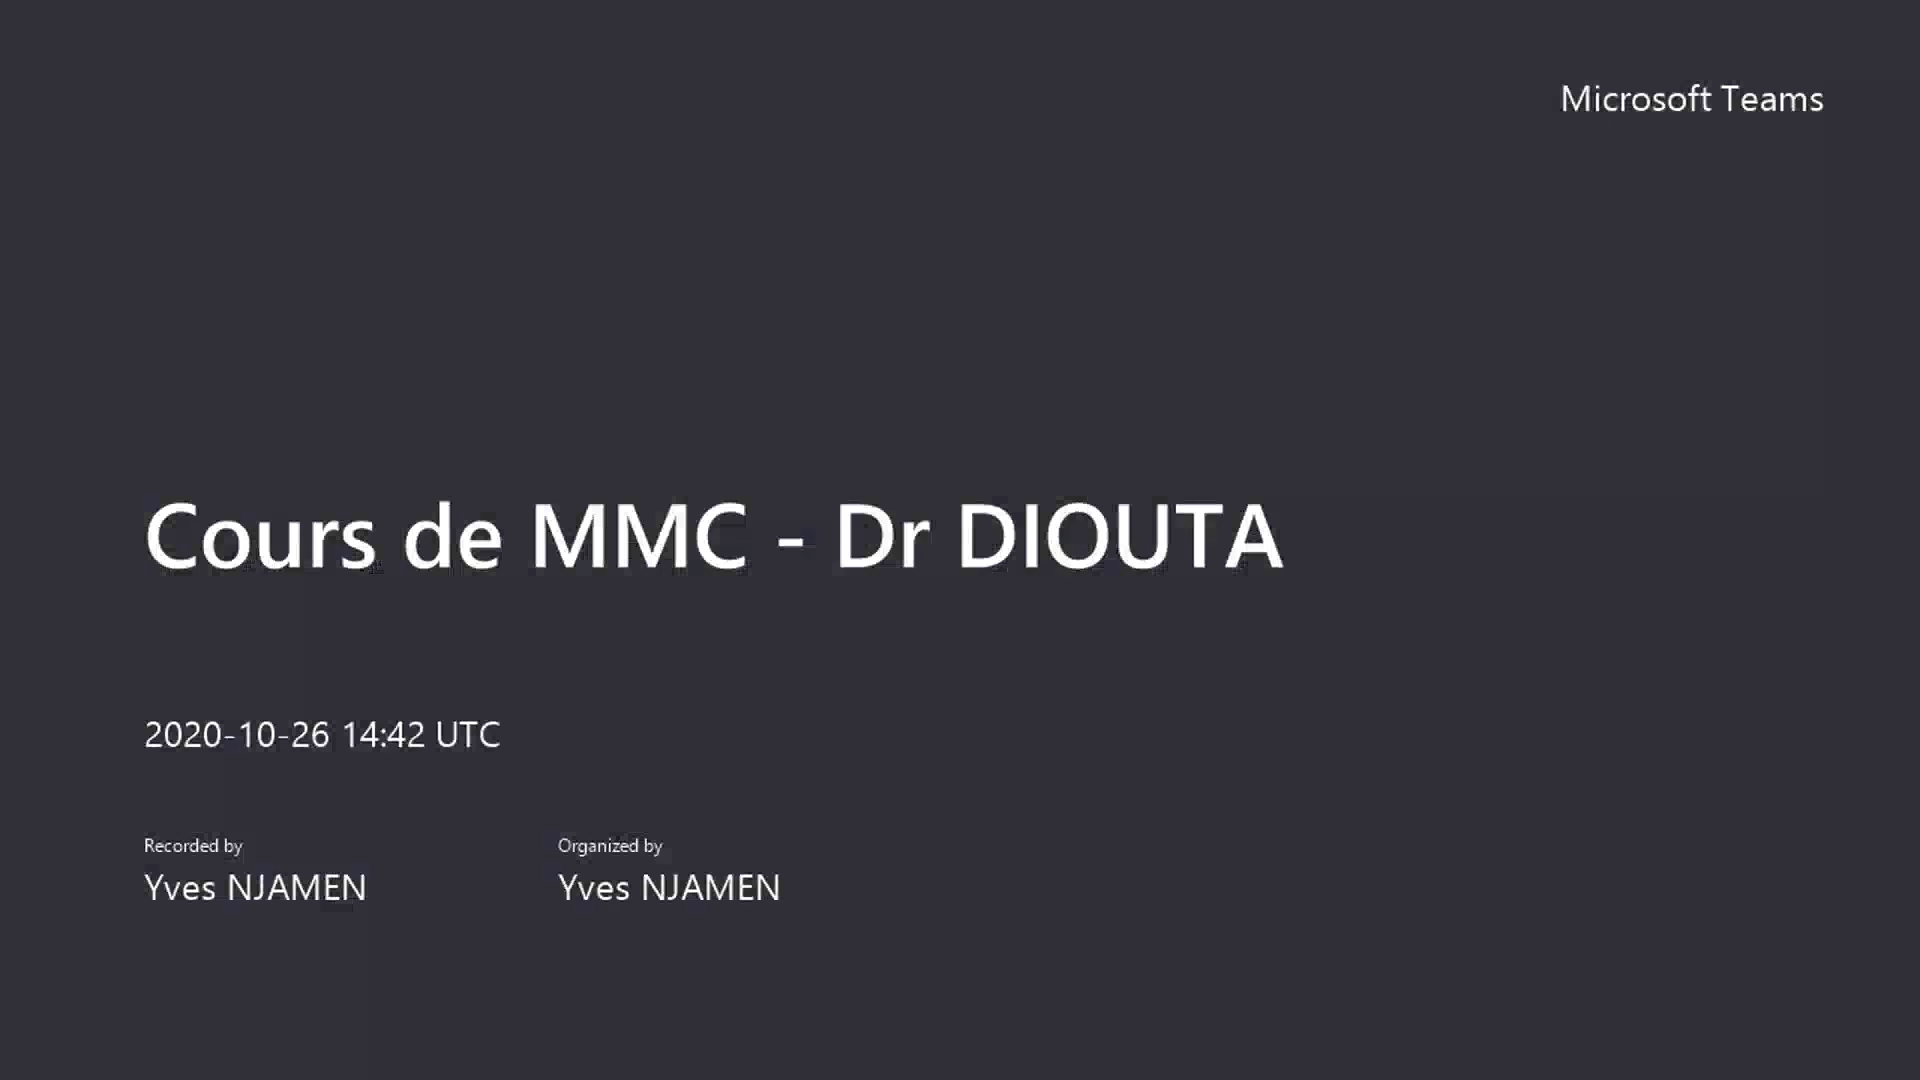 Microsoft Teams
Cours de MMC - Dr DIOUTA
2020-10-26 14:42 UTC
Recorded by
Yves NJAMEN
Organized by
Yves NJAMEN